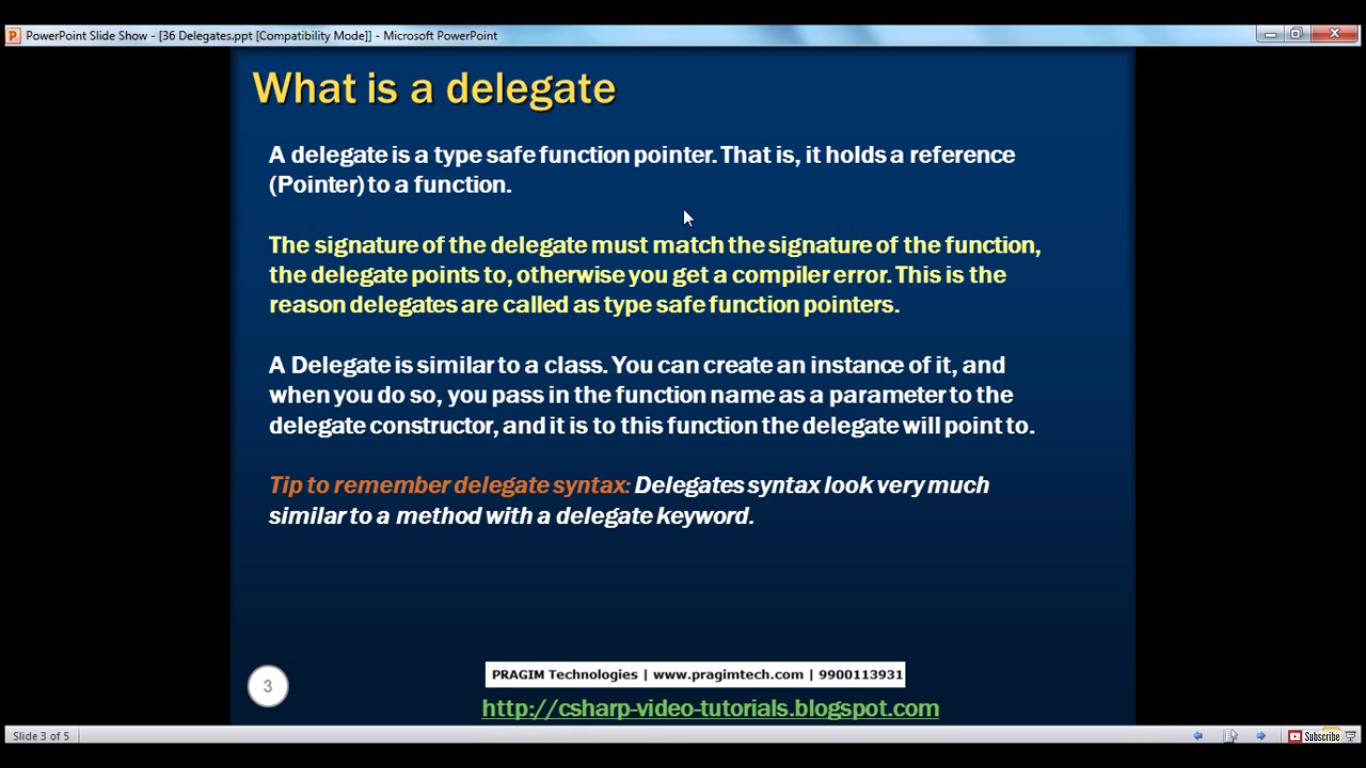 PowerPoint Slide Show - [36 Delegates.ppt [Compatibility Mode]] - Microsoft PowerPoint
What is a delegate
A delegate is a type safe function pointer. That is, it holds a reference
(Pointer) to a function.
The signature of the delegate must match the signature of the function,
the delegate points to, otherwise you get a compiler error. This is the
reason delegates are called as type safe function pointers.
A Delegate is similar to a class. You can create an instance of it, and
when you do so, you pass in the function name as a parameter to the
delegate constructor, and it is to this function the delegate will point to.
Tip to remember delegate syntax: Delegates syntax look very much
similar to a method with a delegate keyword.
3
PRAGIM Technologies | www.pragimtech.com | 9900113931
http://csharp-video-tutorials.blogspot.com
Slide 3 of 5
Subscribe